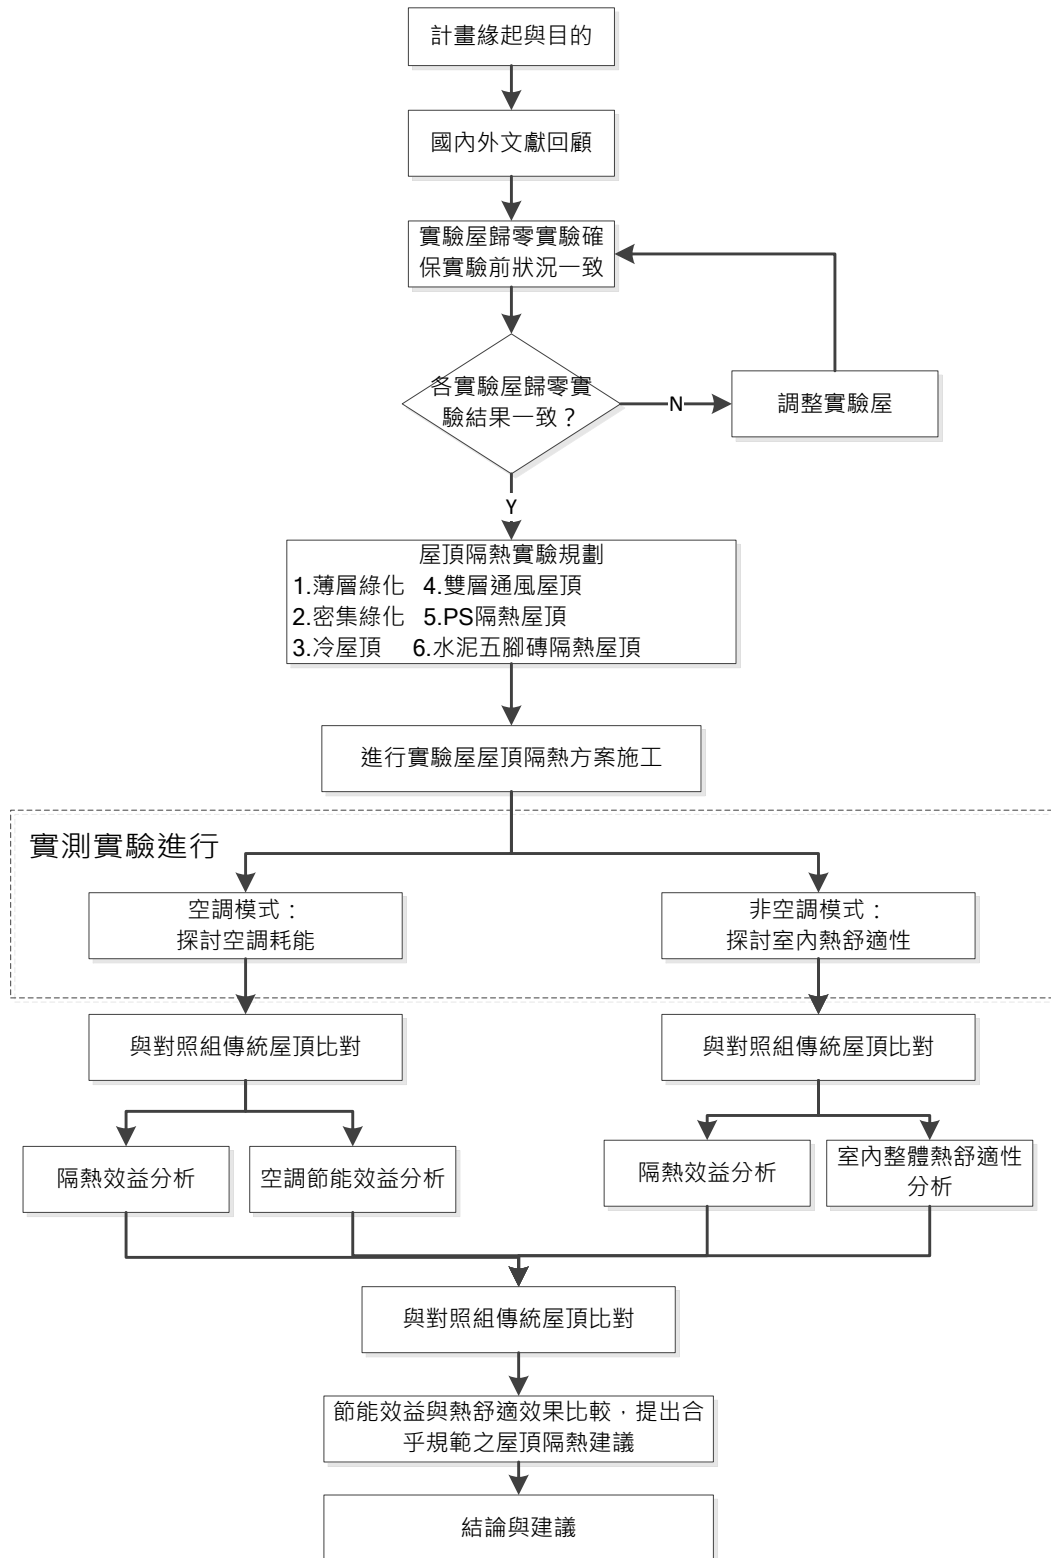 計畫緣起與目的
國內外文獻回顧
實驗屋歸零實驗確
保實驗前狀況一致
各實驗屋歸零實
驗結果一致？
N
調整實驗屋
Y
屋頂隔熱實驗規劃
1.薄層綠化 4.雙層通風屋頂
2.密集綠化 5.PS隔熱屋頂
3.冷屋頂 6.水泥五腳磚隔熱屋頂
進行實驗屋屋頂隔熱方案施工
實測實驗進行
空調模式：
探討空調耗能
非空調模式：
探討室內熱舒適性
與對照組傳統屋頂比對
與對照組傳統屋頂比對
隔熱效益分析
空調節能效益分析
隔熱效益分析
室內整體熱舒適性
分析
與對照組傳統屋頂比對
節能效益與熱舒適效果比較，提出合
乎規範之屋頂隔熱建議
結論與建議